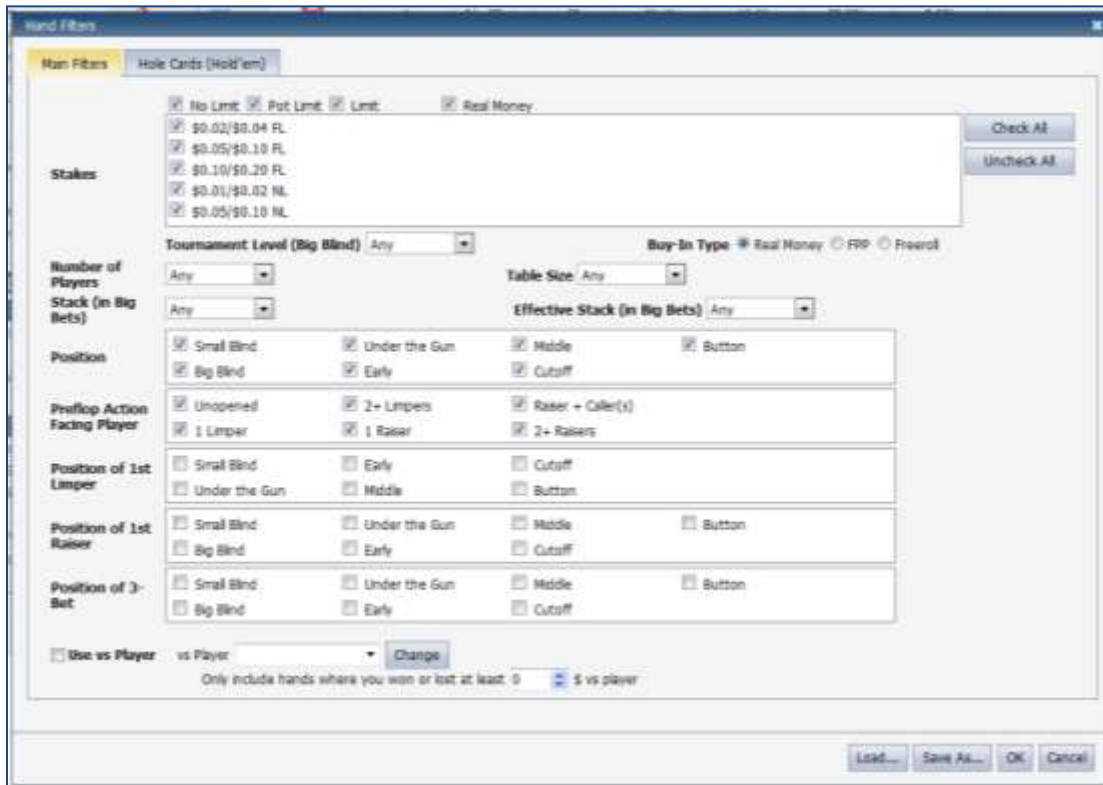 Hand Filters
Main Filters Hole Cards (Hold'em)
No Limit Pot Limit Limit Real Money
Stakes
$0.02/$0.04 FL
$0.05/$0.10 FL
$0.10/$0.20 FL
$0.01/$0.02 NL
$0.05/$0.10 NL
Check All
Uncheck All
Tournament Level (Big Blind) Any Buy-In Type Real Money FPP Freeroll
Number of Players Any Table Size Any
Stack (in Big Bets) Any Effective Stack (in Big Bets) Any
Position
Small Blind Under the Gun Middle Button
Big Blind Early Cutoff
Preflop Action Facing Player
Unopened 2+ Limpers Raiser + Caller(s)
1 Limper 1 Raiser 2+ Raisers
Position of 1st Limper
Small Blind Early Cutoff
Under the Gun Middle Button
Position of 1st Raiser
Small Blind Under the Gun Middle Button
Big Blind Early Cutoff
Position of 3-Bet
Small Blind Under the Gun Middle Button
Big Blind Early Cutoff
Use vs Player vs Player Change
Only include hands where you won or lost at least 0 $ vs player
Load... Save As... OK Cancel